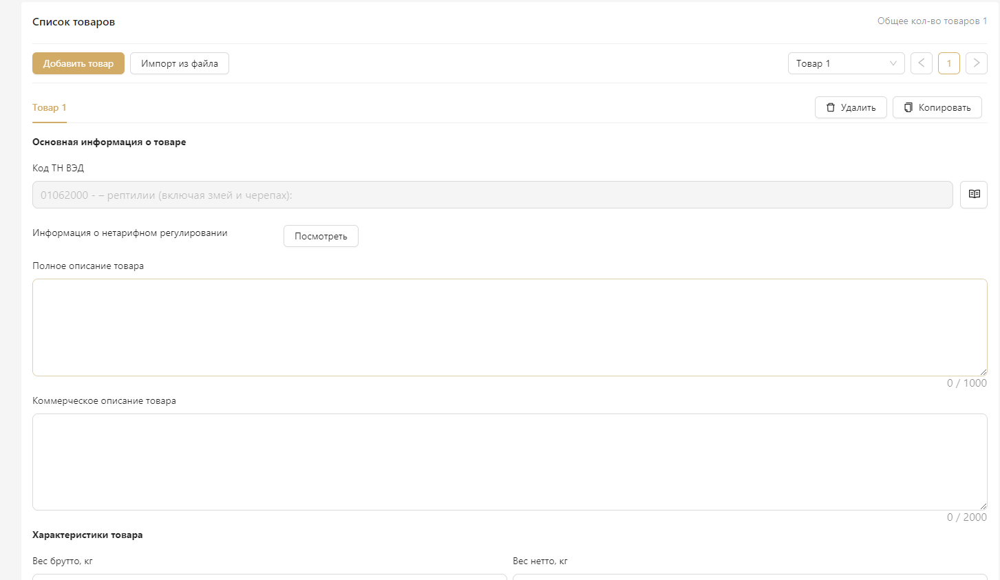 Список товаров
Общее кол-во товаров 1
Добавить товар
Импорт из файла
Товар 1
1
Товар 1
Удалить
Копировать
Основная информация о товаре
Код ТН ВЭД
01062000 - – рептилии (включая змей и черепах):
Информация о нетарифном регулировании
Посмотреть
Полное описание товара
0 / 1000
Коммерческое описание товара
0 / 2000
Характеристики товара
Вес брутто, кг
Вес нетто, кг